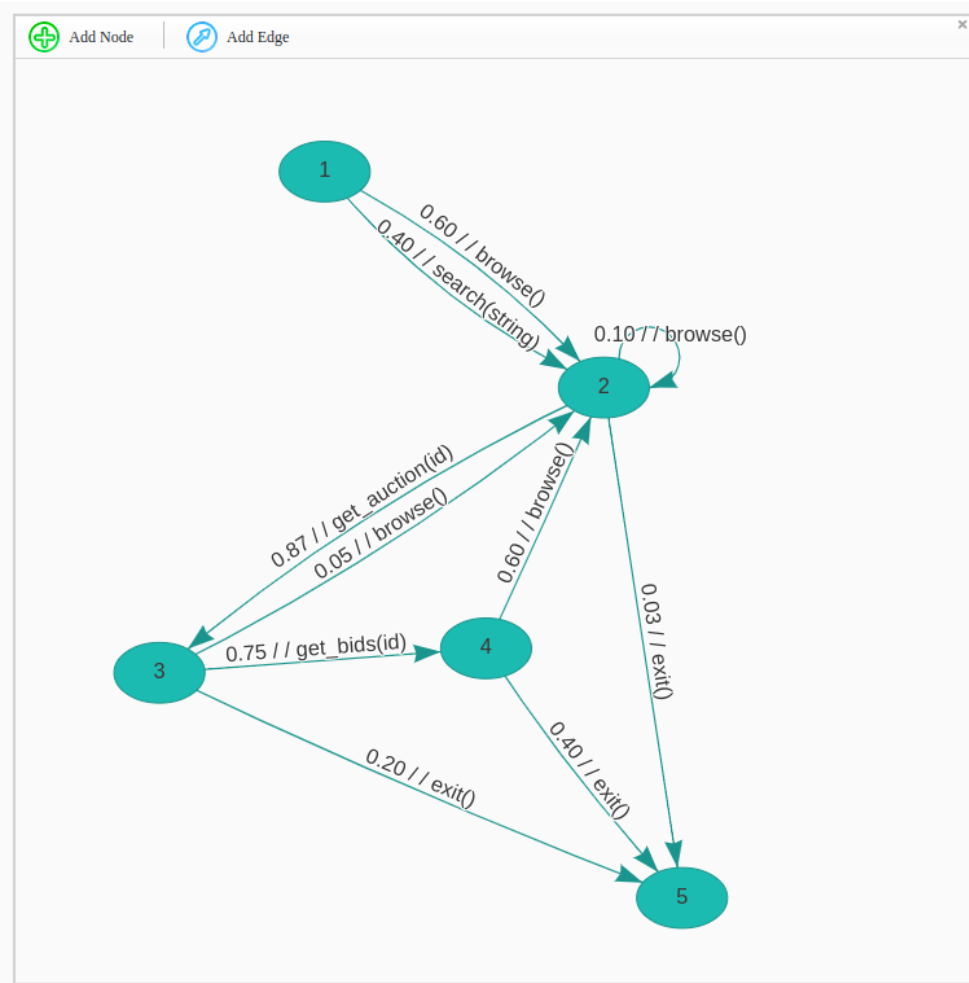 Add Node
Add Edge
×
1
0.60 / / browse()
0.40 / / search(string)
0.10 / / browse()
2
0.87 / / get_auction(id)
0.05 / / browse()
0.60 / / browse()
0.03 / / exit()
3
0.75 / / get_bids(id)
4
0.20 / / exit()
0.40 / / exit()
5